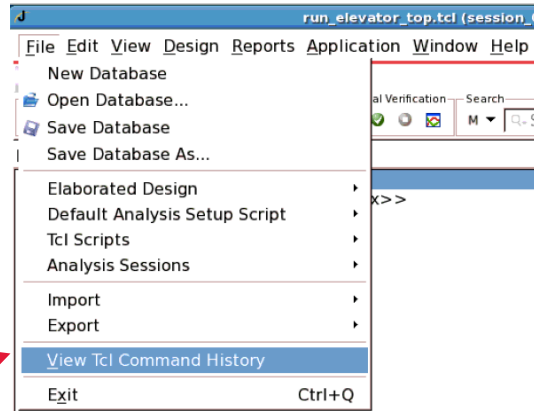 run_elevator_top.tcl (session_
File Edit View Design Reports Application Window Help
New Database
Open Database...
al Verification
Search
Save Database
M
Save Database As...
x>>
Elaborated Design
Default Analysis Setup Script
Tcl Scripts
Analysis Sessions
Import
Export
View Tcl Command History
Exit Ctrl+Q